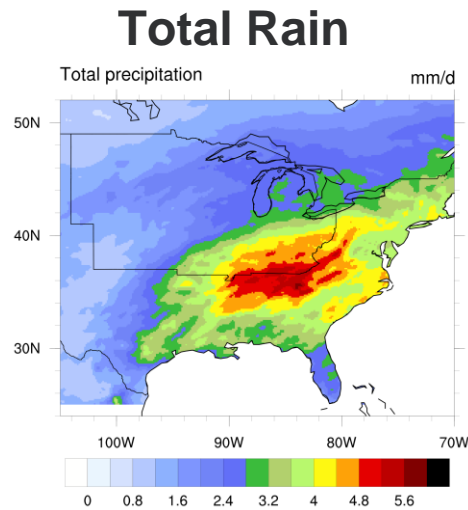 Total Rain
Total precipitation mm/d
50N
40N
30N
100W 90W 80W 70W
0 0.8 1.6 2.4 3.2 4 4.8 5.6